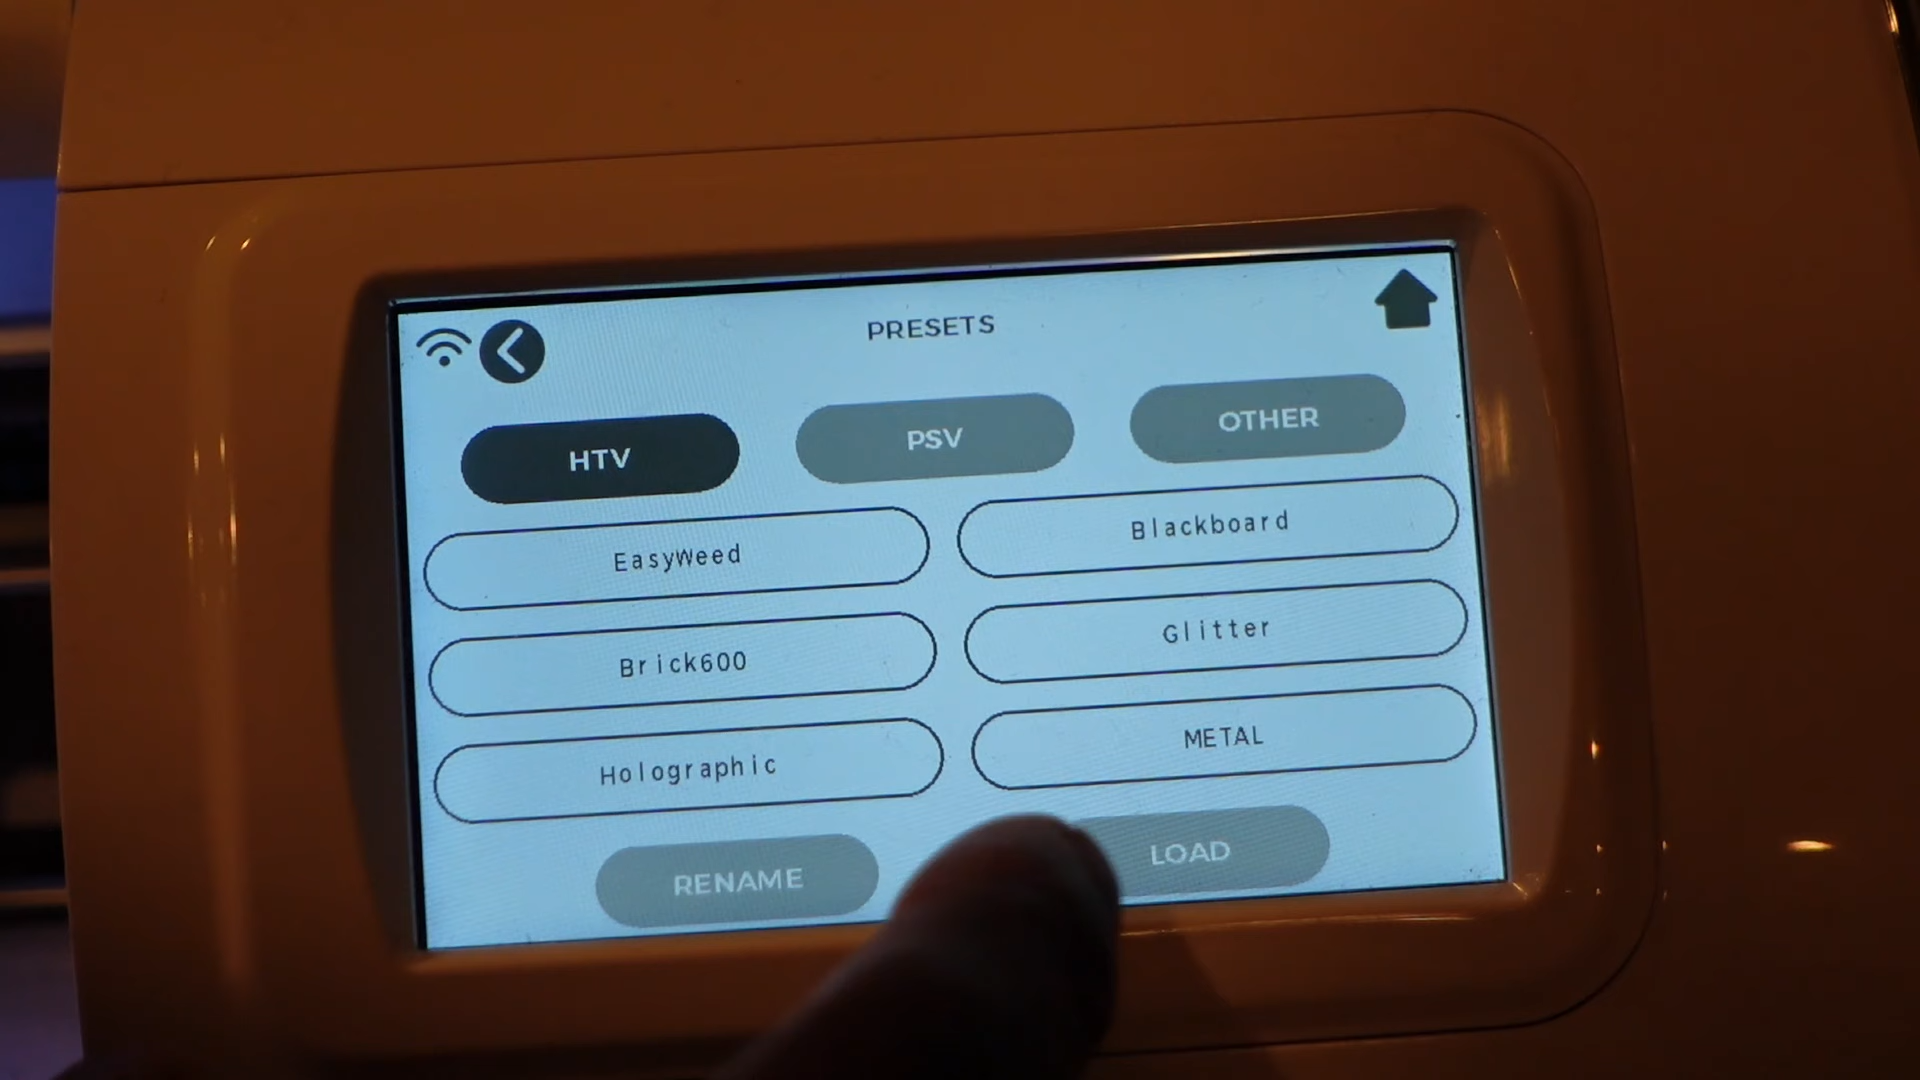 PRESETS
HTV
PSV
OTHER
EasyWeed
Blackboard
Brick600
Glitter
Holographic
METAL
RENAME
LOAD